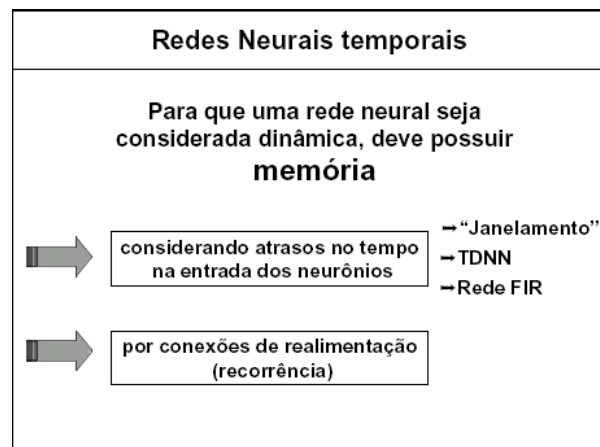 Redes Neurais temporais
Para que uma rede neural seja
considerada dinâmica, deve possuir
memória
considerando atrasos no tempo
na entrada dos neurônios
➞“Janelamento”
➞TDNN
➞Rede FIR
por conexões de realimentação
(recorrência)